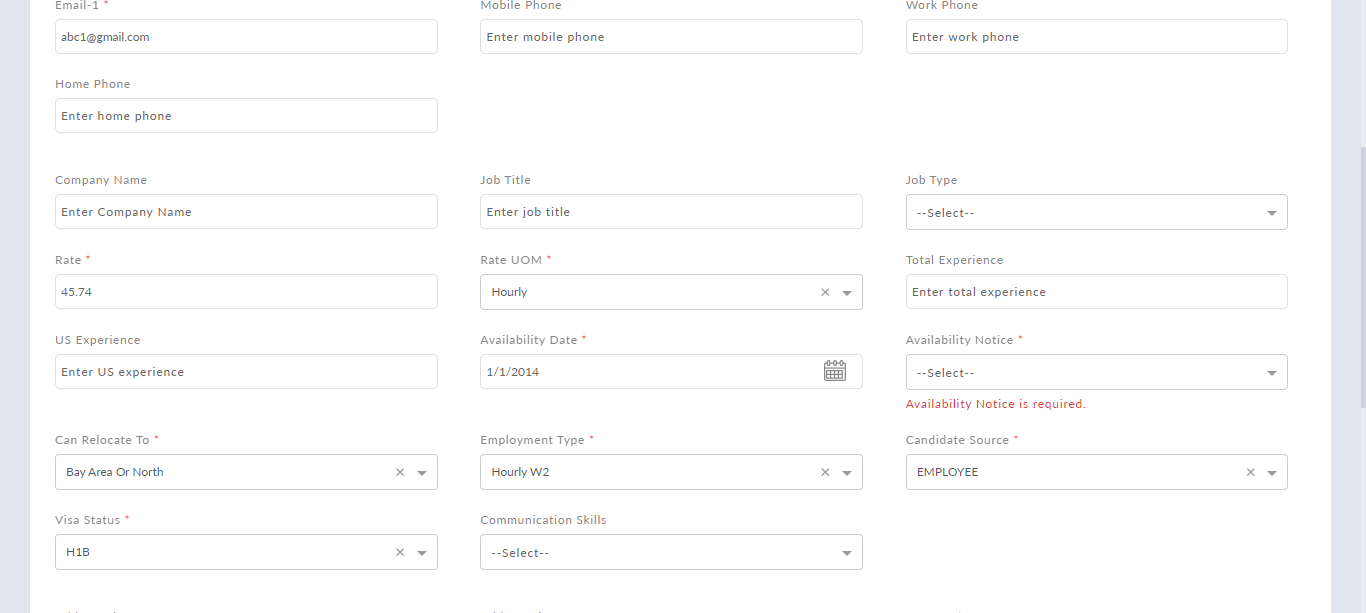 Email-1 * Mobile Phone Work Phone
abc1@gmail.com Enter mobile phone Enter work phone
Home Phone
Enter home phone
Company Name Job Title Job Type
Enter Company Name Enter job title --Select--
Rate * Rate UOM * Total Experience
45.74 Hourly Enter total experience
US Experience Availability Date * Availability Notice *
Enter US experience 1/1/2014 --Select--
Availability Notice is required.
Can Relocate To * Employment Type * Candidate Source *
Bay Area Or North Hourly W2 EMPLOYEE
Visa Status * Communication Skills
H1B --Select--